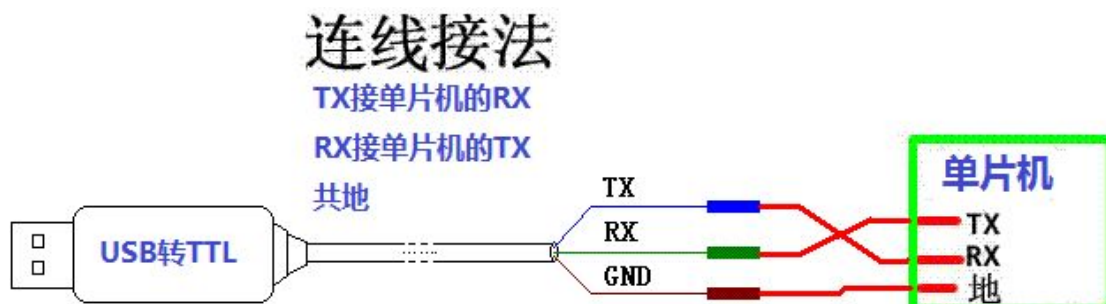 连线接法
TX接单片机的RX
RX接单片机的TX
共地
USB转TTL
TX
RX
GND
单片机
TX
RX
地